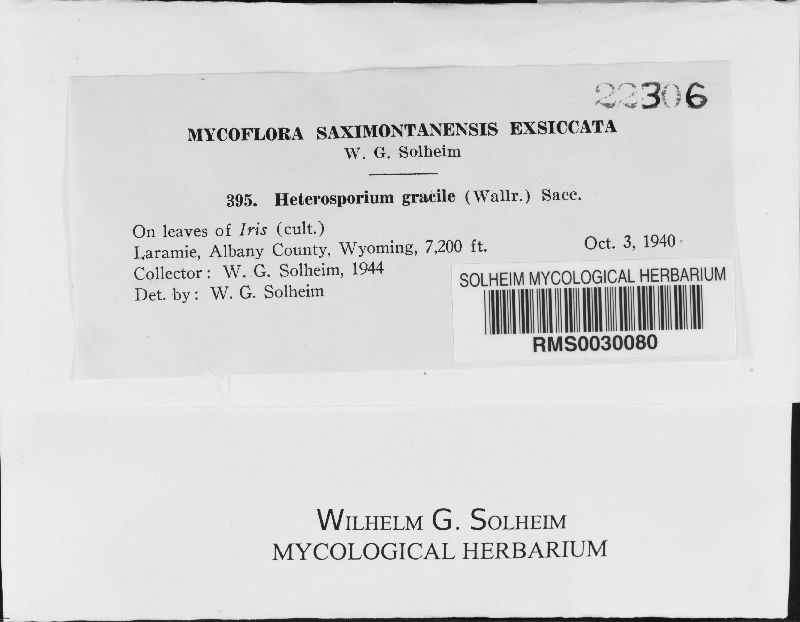 22306
MYCOFLORA SAXIMONTANENSIS EXSICCATA
W. G. Solheim
395. Heterosporium gracile (Wallr.) Sacc.
On leaves of Iris (cult.)
Laramie, Albany County, Wyoming, 7,200 ft. Oct. 3, 1940
Collector: W. G. Solheim, 1944
Det. by: W. G. Solheim
SOLHEIM MYCOLOGICAL HERBARIUM
RMS0030080
WILHELM G. SOLHEIM
MYCOLOGICAL HERBARIUM